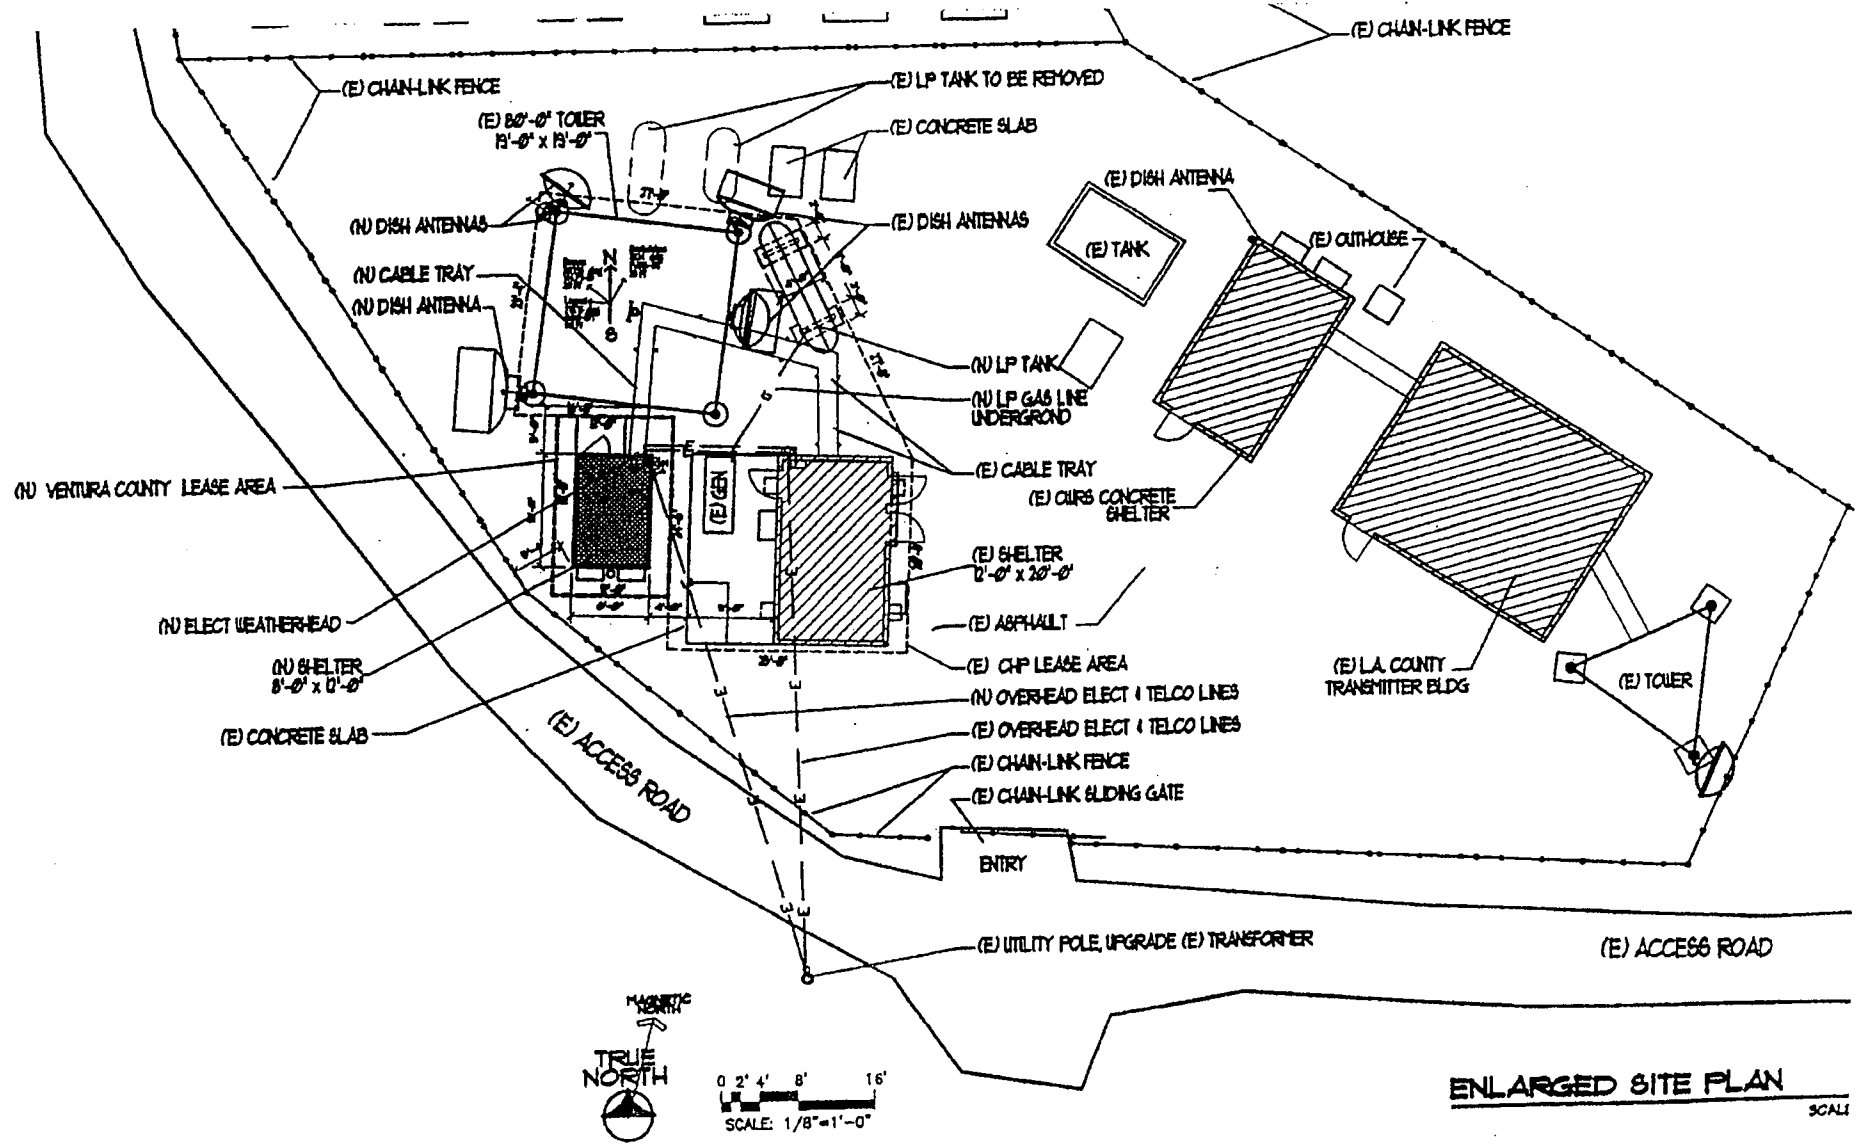 (E) CHAIN-LINK FENCE
(E) CHAIN-LINK FENCE
(E) LP TANK TO BE REMOVED
(E) 80'-0" TOWER
19'-0" x 19'-0"
(E) CONCRETE SLAB
(E) DISH ANTENNA
(N) DISH ANTENNAS
(E) DISH ANTENNAS
(E) OUTHOUSE
(E) TANK
(N) CABLE TRAY
N
(N) DISH ANTENNA
S
(N) LP TANK
(N) LP GAS LINE
UNDERGROND
G
(E) CABLE TRAY
E
(E) GEN
(N) VENTURA COUNTY LEASE AREA
(E) CWRS CONCRETE
SHELTER
(E) SHELTER
12'-0" x 20'-0"
E
(N) ELECT WEATHERHEAD
(E) ASPHALT
(N) SHELTER
8'-0" x 12'-0"
(E) CHP LEASE AREA
(E) L.A. COUNTY
TRANSMITTER BLDG
(E) TOWER
E
E
(N) OVERHEAD ELECT & TELCO LINES
(E) CONCRETE SLAB
(E) OVERHEAD ELECT & TELCO LINES
(E) ACCESS ROAD
(E) CHAIN-LINK FENCE
E
E
(E) CHAIN-LINK SLIDING GATE
ENTRY
E
E
(E) UTILITY POLE, UPGRADE (E) TRANSFORMER
(E) ACCESS ROAD
MAGNETIC
NORTH
TRUE
NORTH
0 2' 4' 8' 16'
SCALE: 1/8"=1'-0"
ENLARGED SITE PLAN